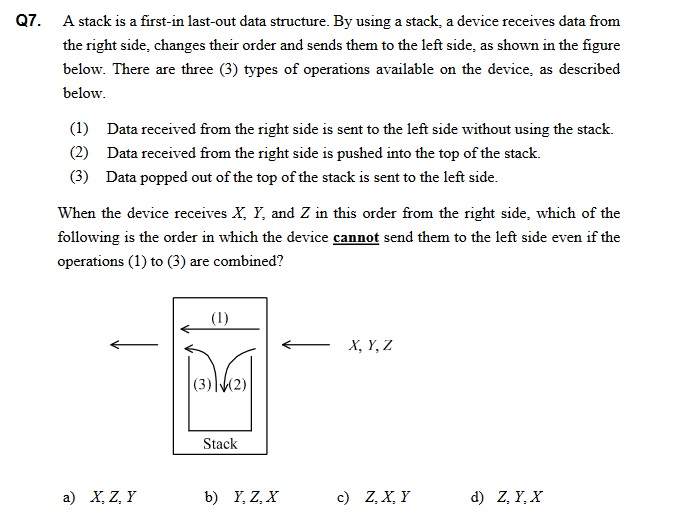 Q7. A stack is a first-in last-out data structure. By using a stack, a device receives data from
the right side, changes their order and sends them to the left side, as shown in the figure
below. There are three (3) types of operations available on the device, as described
below.
(1) Data received from the right side is sent to the left side without using the stack.
(2) Data received from the right side is pushed into the top of the stack.
(3) Data popped out of the top of the stack is sent to the left side.
When the device receives X, Y, and Z in this order from the right side, which of the
following is the order in which the device cannot send them to the left side even if the
operations (1) to (3) are combined?
(1)
X, Y, Z
(3) (2)
Stack
a) X, Z, Y b) Y, Z, X c) Z, X, Y d) Z, Y, X